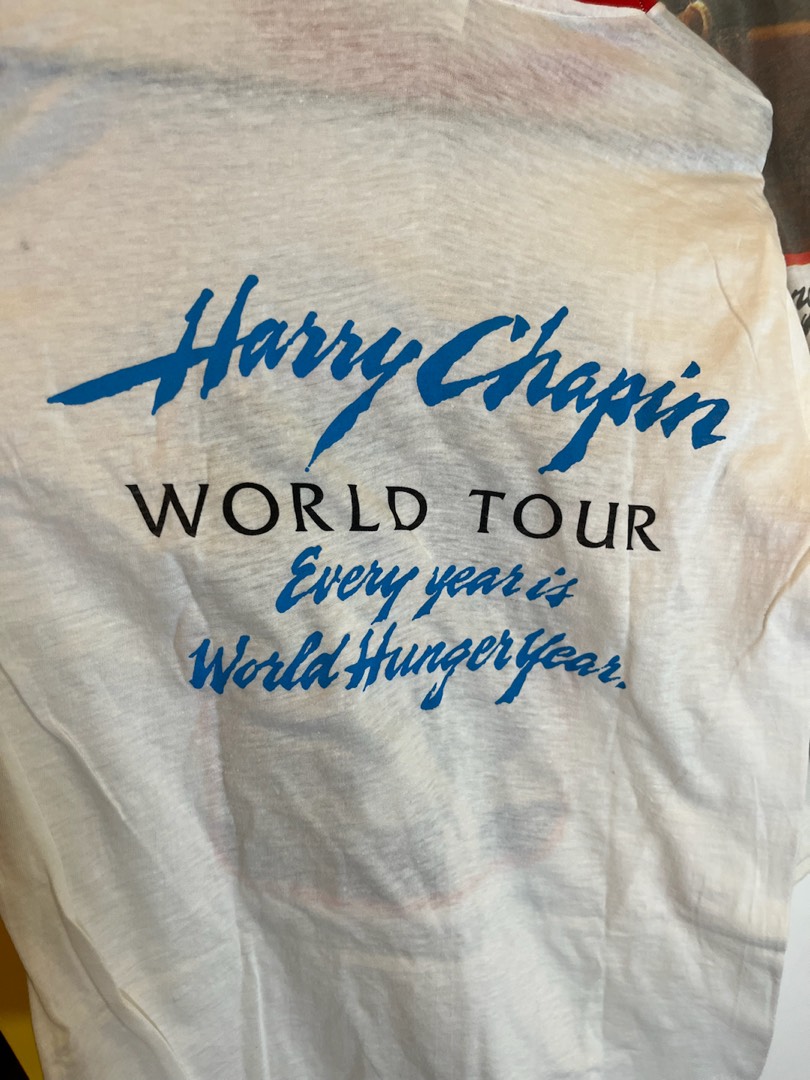 Harry Chapin
WORLD TOUR
Every year is
World Hunger Year.